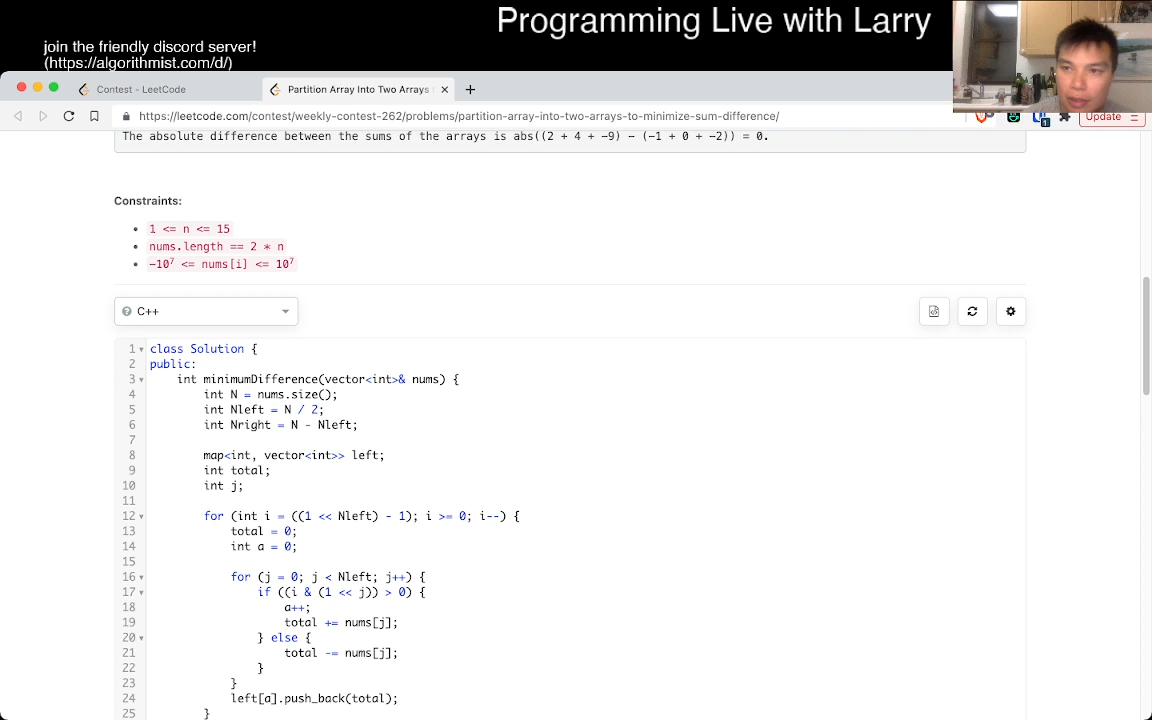 Programming Live with Larry
join the friendly discord server!
(https://algorithmist.com/d/)
Contest - LeetCode
Partition Array Into Two Arrays
https://leetcode.com/contest/weekly-contest-262/problems/partition-array-into-two-arrays-to-minimize-sum-difference/
Update
The absolute difference between the sums of the arrays is abs((2 + 4 + -9) - (-1 + 0 + -2)) = 0.
Constraints:
1 <= n <= 15
nums.length == 2 * n
-10⁷ <= nums[i] <= 10⁷
C++
1 class Solution {
2 public:
3 int minimumDifference(vector<int>& nums) {
4 int N = nums.size();
5 int Nleft = N / 2;
6 int Nright = N - Nleft;
7
8 map<int, vector<int>> left;
9 int total;
10 int j;
11
12 for (int i = ((1 << Nleft) - 1); i >= 0; i--) {
13 total = 0;
14 int a = 0;
15
16 for (j = 0; j < Nleft; j++) {
17 if ((i & (1 << j)) > 0) {
18 a++;
19 total += nums[j];
20 } else {
21 total -= nums[j];
22 }
23 }
24 left[a].push_back(total);
25 }